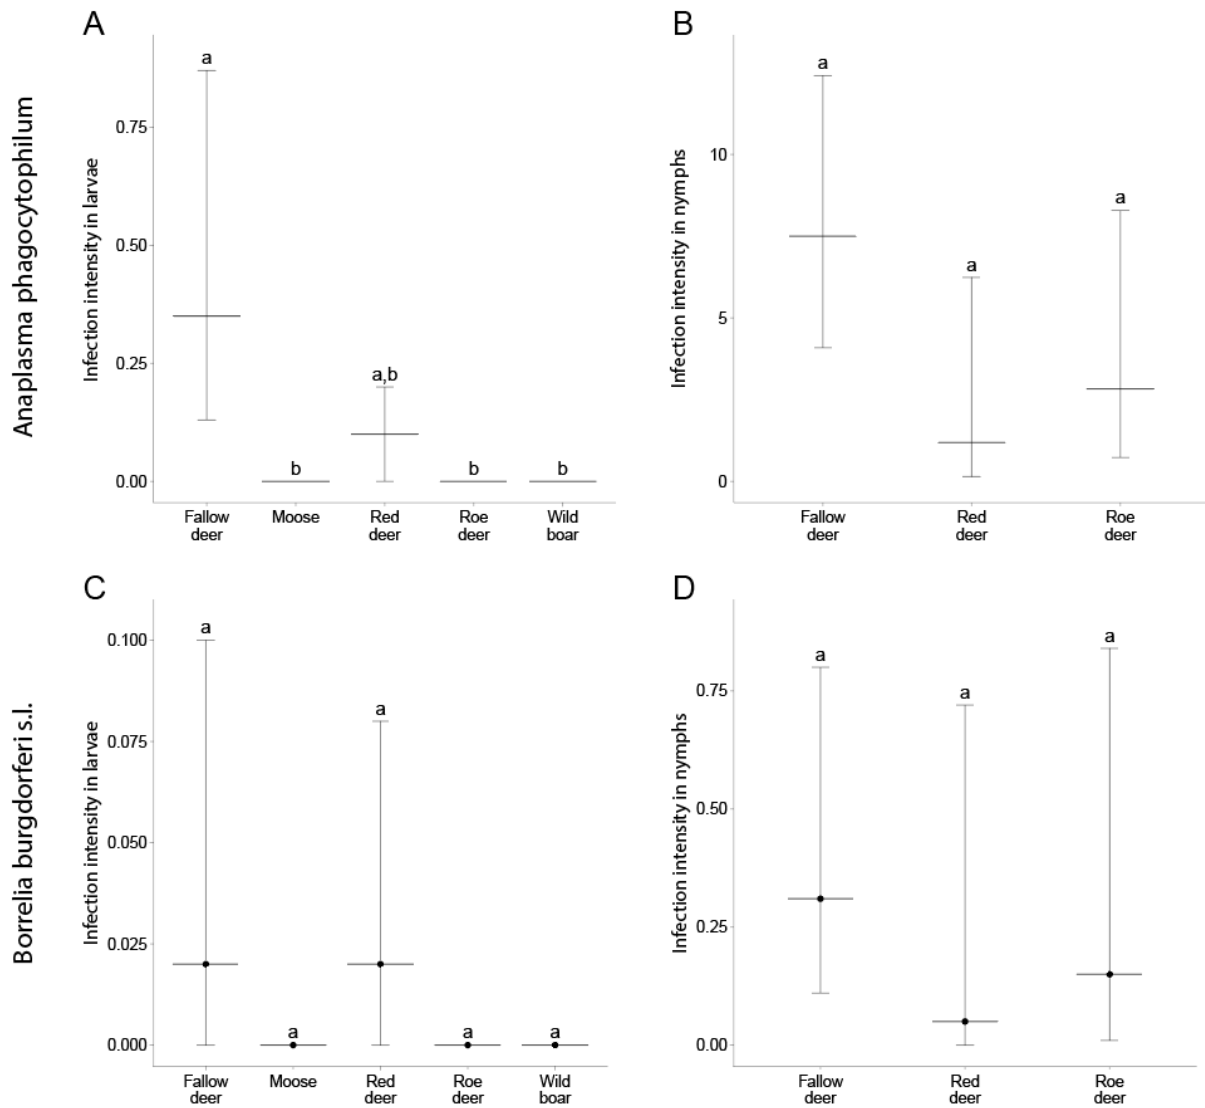 A
Anaplasma phagocytophilum
Infection intensity in larvae
0.75
0.50
0.25
0.00
a
b
a,b
b
b
Fallow deer
Moose
Red deer
Roe deer
Wild boar
B
Infection intensity in nymphs
10
5
0
a
a
a
Fallow deer
Red deer
Roe deer
C
Borrelia burgdorferi s.l.
Infection intensity in larvae
0.100
0.075
0.050
0.025
0.000
a
a
a
a
a
Fallow deer
Moose
Red deer
Roe deer
Wild boar
D
Infection intensity in nymphs
0.75
0.50
0.25
0.00
a
a
a
Fallow deer
Red deer
Roe deer